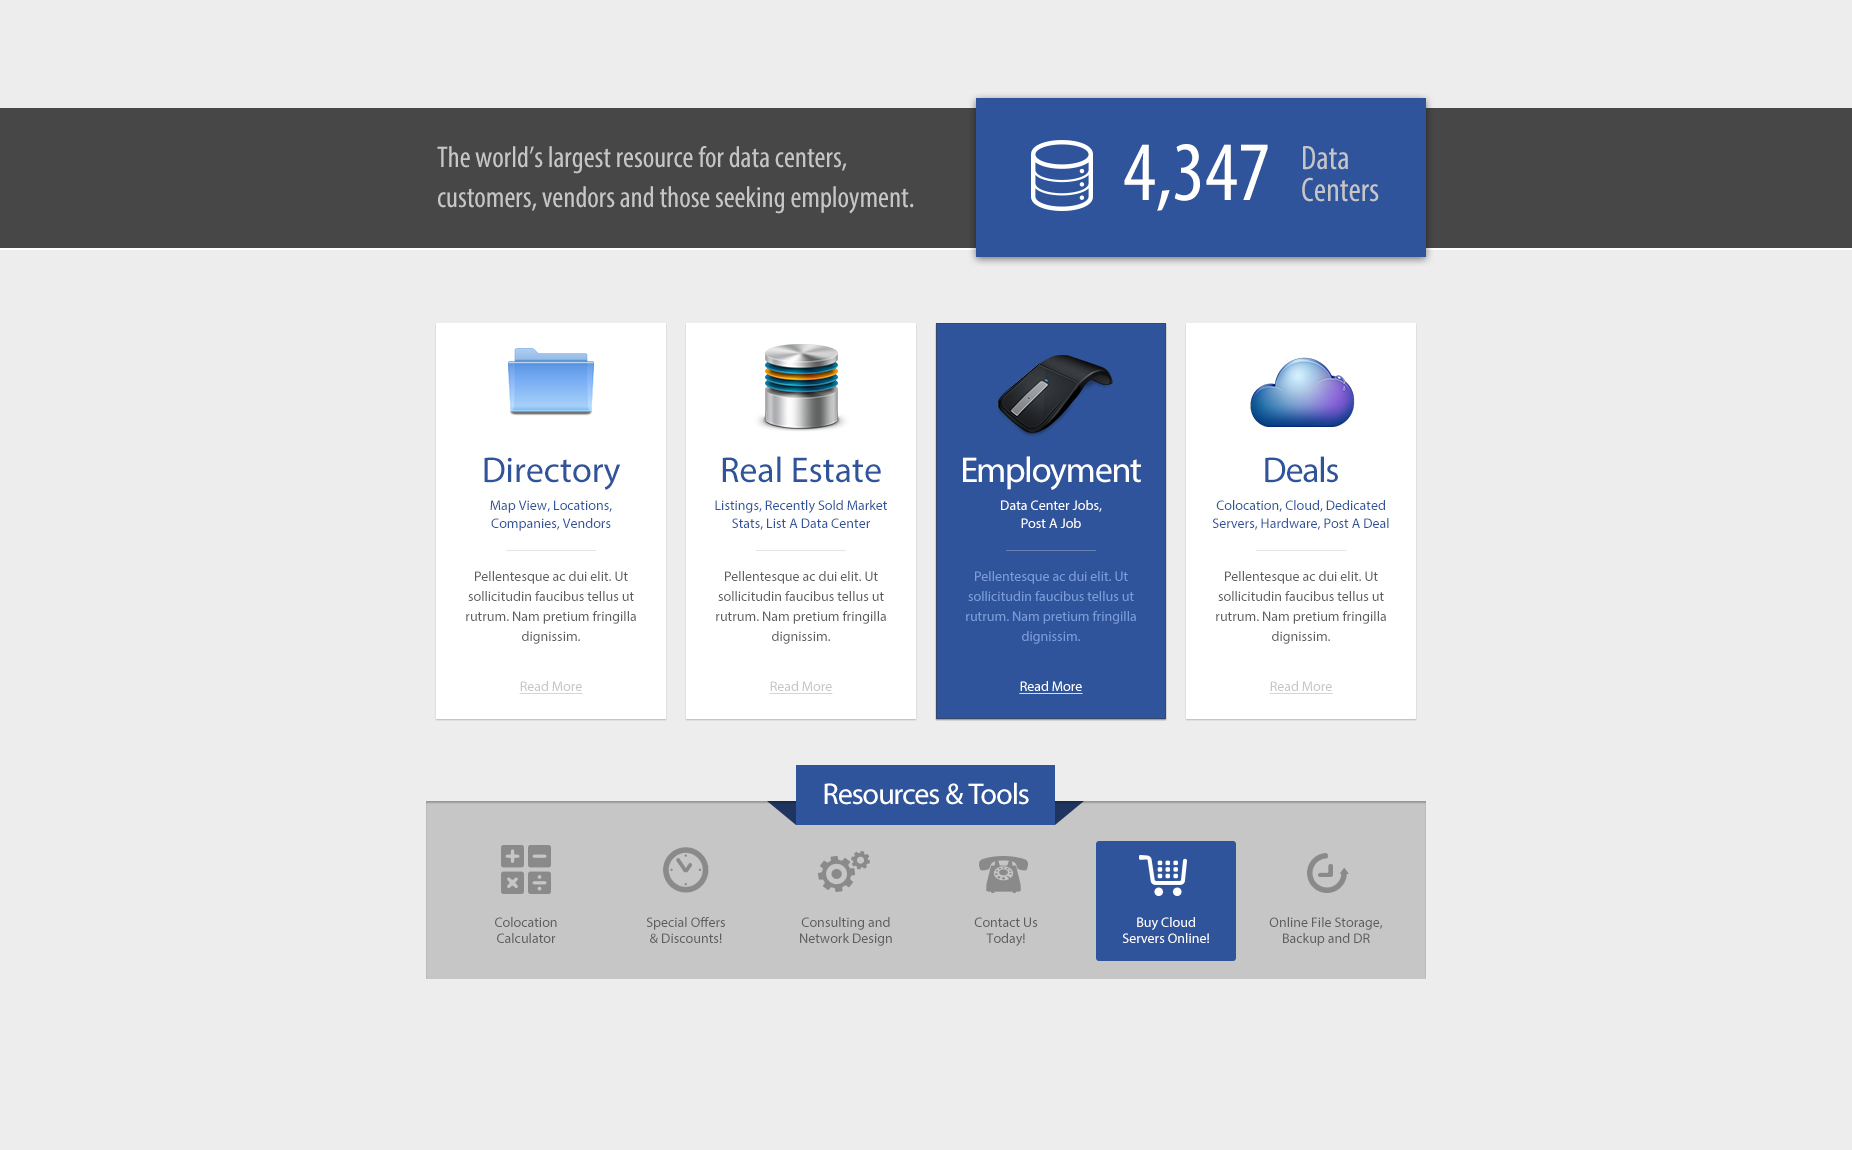 The world’s largest resource for data centers,
customers, vendors and those seeking employment.
4,347
Data
Centers
Directory
Map View, Locations,
Companies, Vendors
Pellentesque ac dui elit. Ut
sollicitudin faucibus tellus ut
rutrum. Nam pretium fringilla
dignissim.
Read More
Real Estate
Listings, Recently Sold Market
Stats, List A Data Center
Pellentesque ac dui elit. Ut
sollicitudin faucibus tellus ut
rutrum. Nam pretium fringilla
dignissim.
Read More
Employment
Data Center Jobs,
Post A Job
Pellentesque ac dui elit. Ut
sollicitudin faucibus tellus ut
rutrum. Nam pretium fringilla
dignissim.
Read More
Deals
Colocation, Cloud, Dedicated
Servers, Hardware, Post A Deal
Pellentesque ac dui elit. Ut
sollicitudin faucibus tellus ut
rutrum. Nam pretium fringilla
dignissim.
Read More
Resources & Tools
Colocation
Calculator
Special Offers
& Discounts!
Consulting and
Network Design
Contact Us
Today!
Buy Cloud
Servers Online!
Online File Storage,
Backup and DR